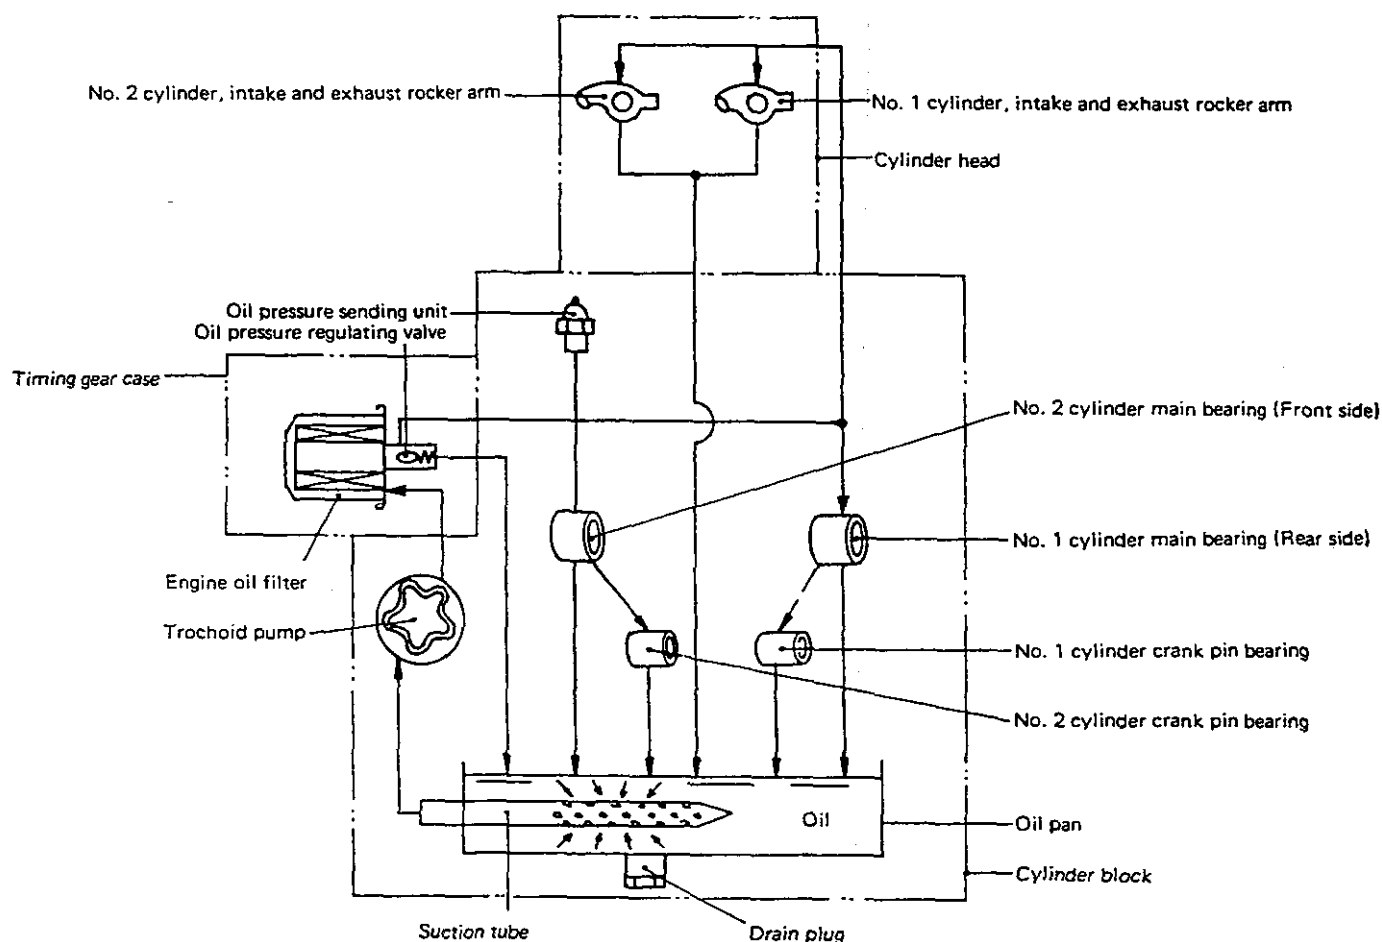 No. 2 cylinder, intake and exhaust rocker arm
No. 1 cylinder, intake and exhaust rocker arm
Cylinder head
Oil pressure sending unit
Oil pressure regulating valve
Timing gear case
No. 2 cylinder main bearing (Front side)
No. 1 cylinder main bearing (Rear side)
Engine oil filter
Trochoid pump
No. 1 cylinder crank pin bearing
No. 2 cylinder crank pin bearing
Oil
Oil pan
Cylinder block
Suction tube
Drain plug